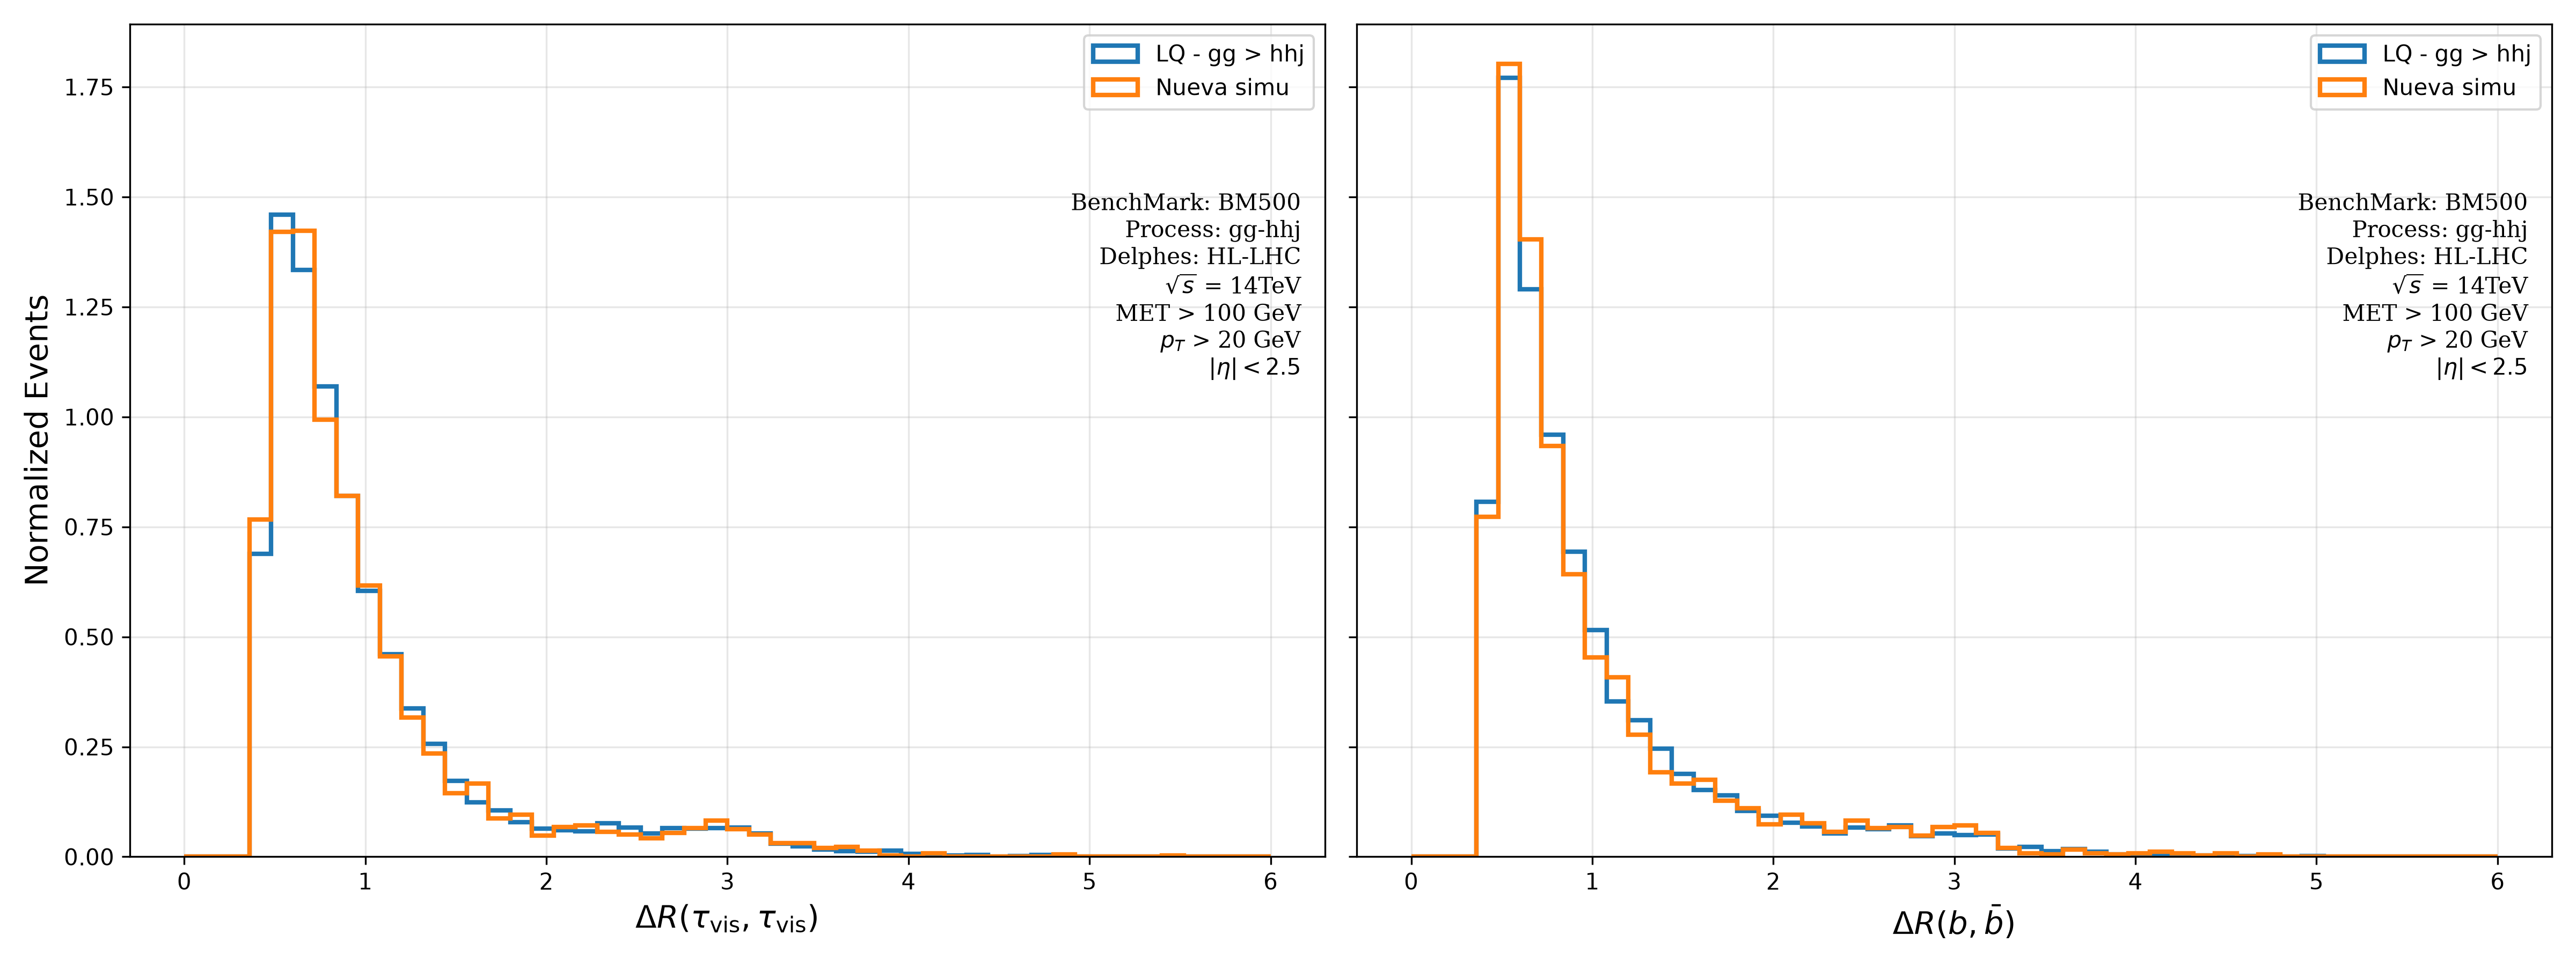 Normalized Events
1.75
1.50
1.25
1.00
0.75
0.50
0.25
0.00
LQ - gg > hhj
Nueva simu
BenchMark: BM500
Process: gg-hhj
Delphes: HL-LHC
√s = 14TeV
MET > 100 GeV
p_T > 20 GeV
|η| < 2.5
0 1 2 3 4 5 6
ΔR(τ_vis, τ_vis)
LQ - gg > hhj
Nueva simu
BenchMark: BM500
Process: gg-hhj
Delphes: HL-LHC
√s = 14TeV
MET > 100 GeV
p_T > 20 GeV
|η| < 2.5
0 1 2 3 4 5 6
ΔR(b, b̄)